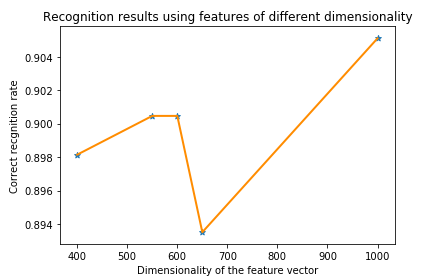 Recognition results using features of different dimensionality
0.904
0.902
0.900
0.898
0.896
0.894
Correct recgnition rate
400 500 600 700 800 900 1000
Dimensionality of the feature vector